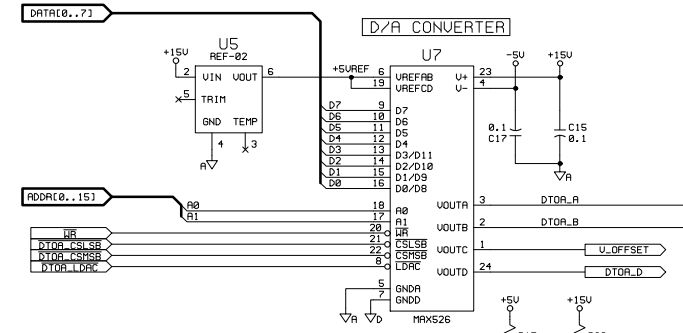 DATA[0..7]
D/A CONVERTER
U5
REF-02
U7
+15V
+5VREF
-5V
+15V
2 VIN VOUT 6
5 TRIM
GND TEMP
4 3
A
6 VREFAB V+ 23
19 VREFCD V- 4
D7 9 D7
D6 10 D6
D5 11 D5
D4 12 D4
D3 13 D3/D11
D2 14 D2/D10
D1 15 D1/D9
D0 16 D0/D8
0.1 C17
C15 0.1
A
ADDR[0..15]
A0 18 A0
A1 17 A1
WR 20 WR
DTOA_CSLSB 21 CSLSB
DTOA_CSMSB 22 CSMSB
DTOA_LDAC 8 LDAC
VOUTA 3 DTOA_A
VOUTB 2 DTOA_B
VOUTC 1 V_OFFSET
VOUTD 24 DTOA_D
5 GNDA
7 GNDD
A D
MAX526
+5V +15V